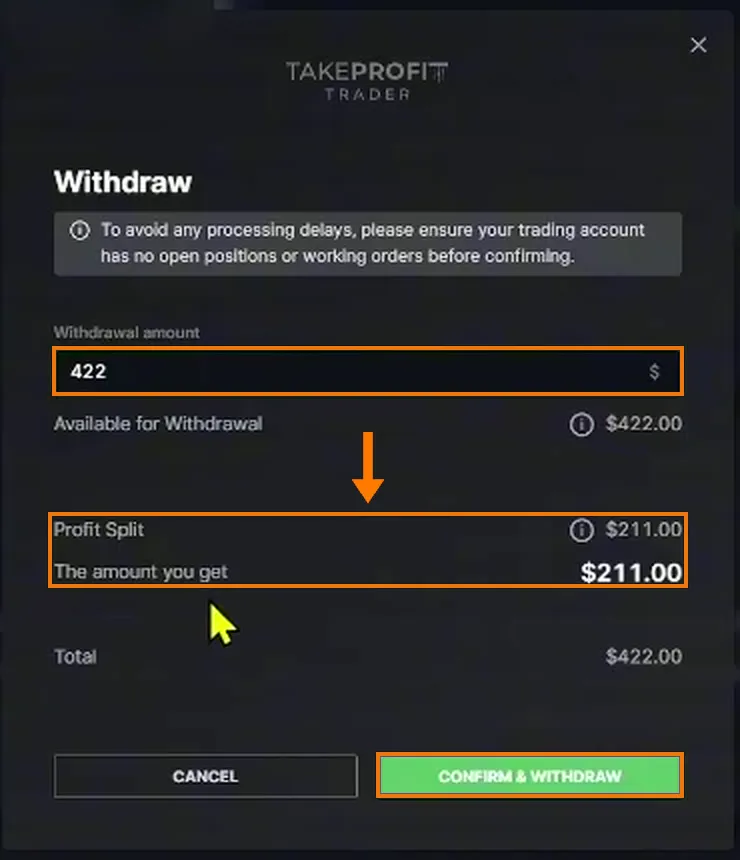 TAKEPROFIT
TRADER
Withdraw
To avoid any processing delays, please ensure your trading account
has no open positions or working orders before confirming.
Withdrawal amount
422 $
Available for Withdrawal $422.00
Profit Split $211.00
The amount you get $211.00
Total $422.00
CANCEL CONFIRM & WITHDRAW